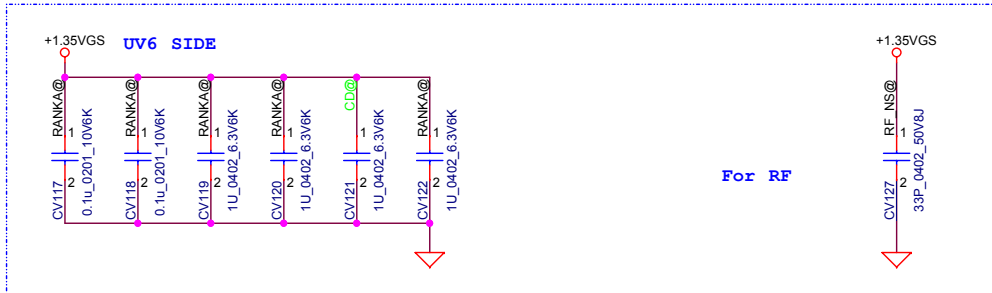 +1.35VGS
UV6 SIDE
+1.35VGS
RANKA@
1
2
CV117
0.1u_0201_10V6K
RANKA@
1
2
CV118
0.1u_0201_10V6K
RANKA@
1
2
CV119
1U_0402_6.3V6K
RANKA@
1
2
CV120
1U_0402_6.3V6K
CD@
1
2
CV121
1U_0402_6.3V6K
RANKA@
1
2
CV122
1U_0402_6.3V6K
For RF
RF_NS@
1
2
CV127
33P_0402_50V8J